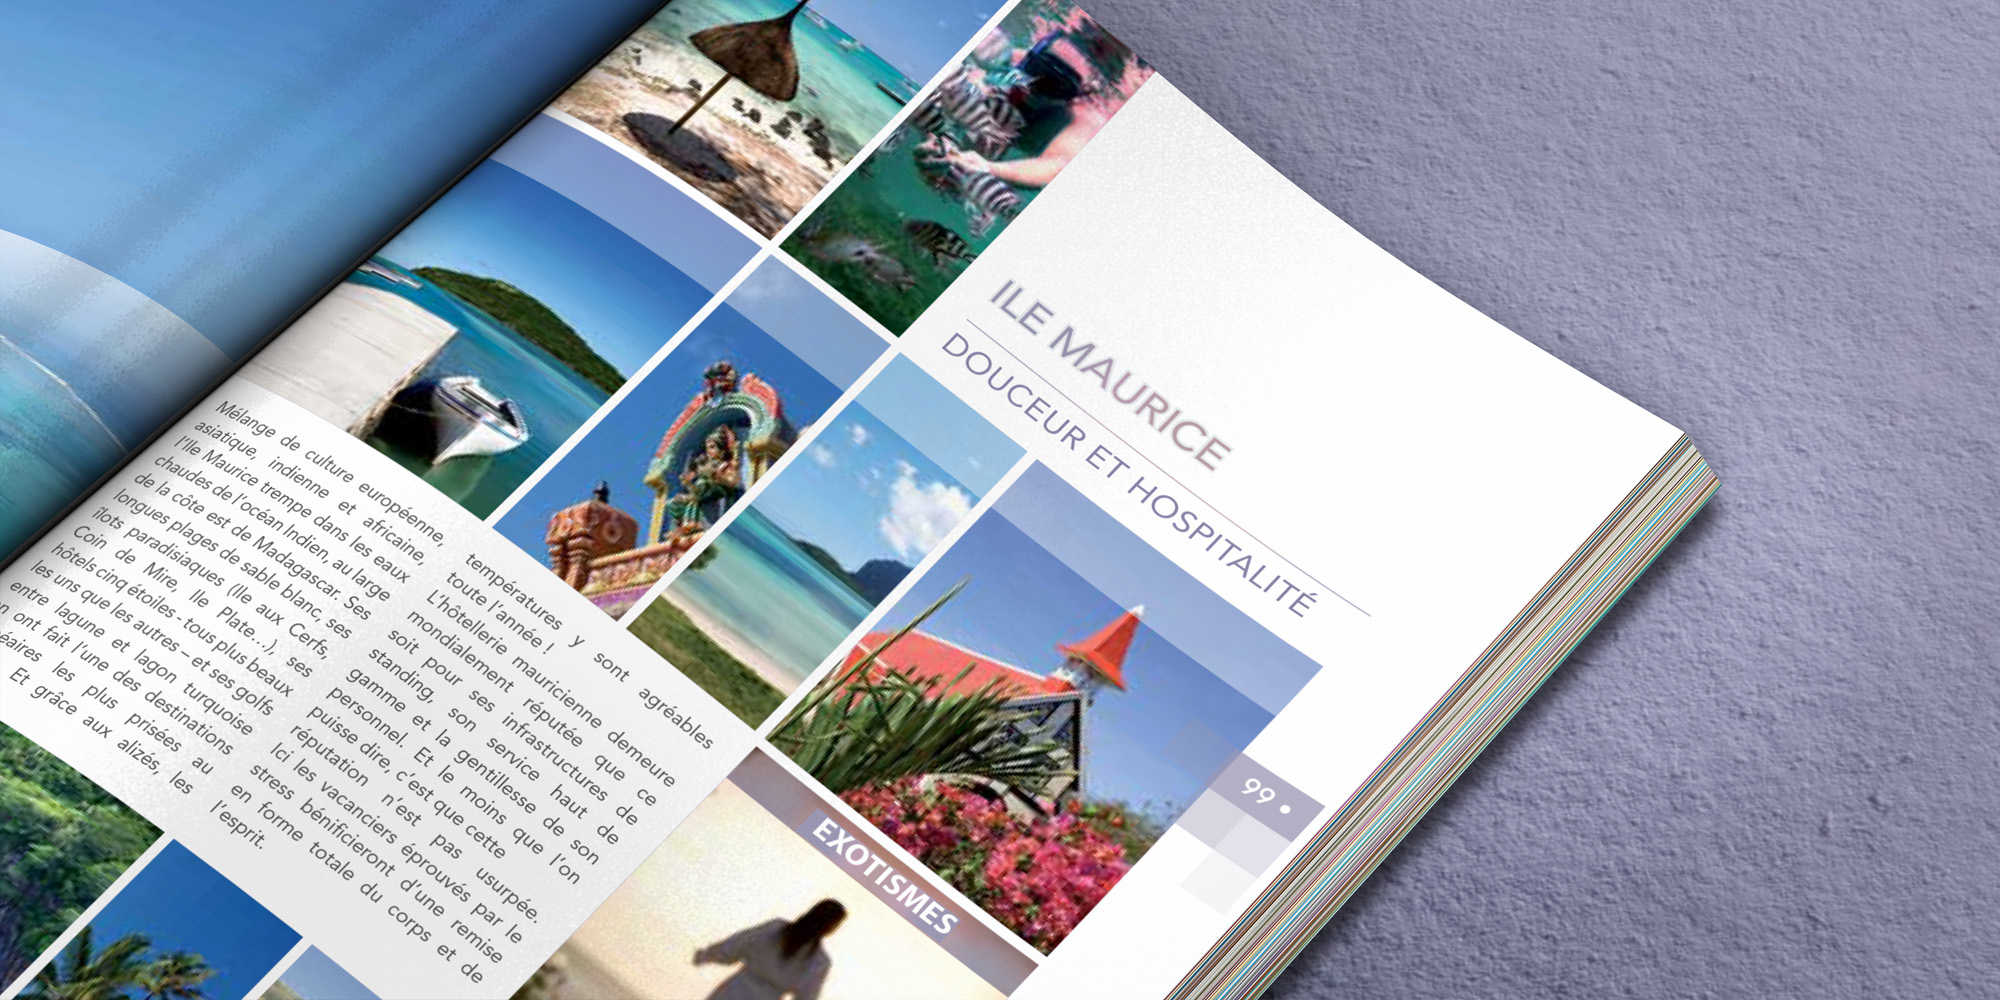 ILE MAURICE
DOUCEUR ET HOSPITALITÉ
Mélange de culture européenne,
asiatique, indienne et africaine,
l'Ile Maurice trempe dans les eaux
chaudes de l'océan Indien, au large
de la côte est de Madagascar. Ses
longues plages de sable blanc, ses
îlots paradisiaques (Ile aux Cerfs,
Coin de Mire, Ile Plate...), ses
hôtels cinq étoiles - tous plus beaux
les uns que les autres – et ses golfs
entre lagune et lagon turquoise
ont fait l'une des destinations
les plus prisées au
Et grâce aux alizés, les
températures y sont agréables
toute l'année !
L'hôtellerie mauricienne demeure
mondialement réputée que ce
soit pour ses infrastructures de
standing, son service haut de
gamme et la gentillesse de son
personnel. Et le moins que l'on
puisse dire, c'est que cette
réputation n'est pas usurpée.
Ici les vacanciers éprouvés par le
stress bénéficieront d'une remise
en forme totale du corps et de
l'esprit.
EXOTISMES
99 •